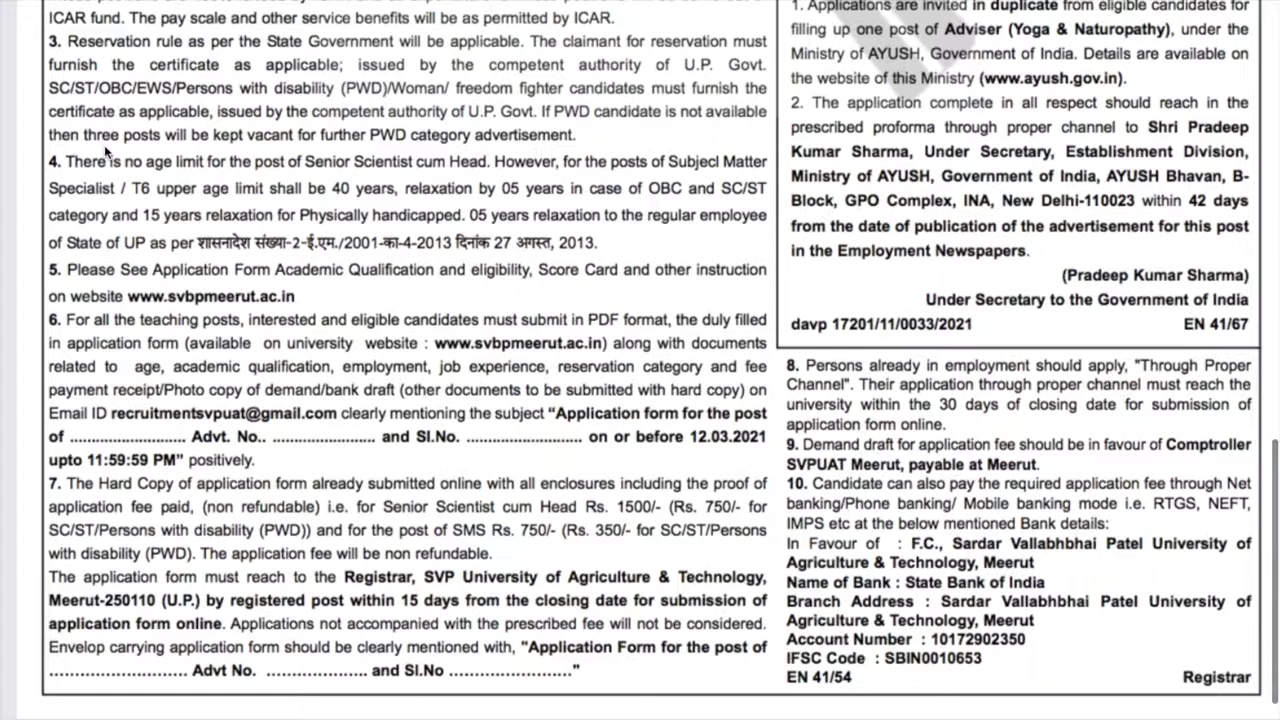 ICAR fund. The pay scale and other service benefits will be as permitted by ICAR.
3. Reservation rule as per the State Government will be applicable. The claimant for reservation must
furnish the certificate as applicable; issued by the competent authority of U.P. Govt.
SC/ST/OBC/EWS/Persons with disability (PWD)/Woman/ freedom fighter candidates must furnish the
certificate as applicable, issued by the competent authority of U.P. Govt. If PWD candidate is not available
then three posts will be kept vacant for further PWD category advertisement.
4. There is no age limit for the post of Senior Scientist cum Head. However, for the posts of Subjecl Matter
Specialist / T6 upper age limit shall be 40 years, relaxation by 05 years in case of OBC and SC/ST
category and 15 years relaxation for Physically handicapped. 05 years relaxation to the regular employee
of State of UP as per शासनादेश संख्या-2-ई.एम./2001-का-4-2013 दिनांक 27 अगस्त, 2013.
5. Please See Application Form Academic Qualification and eligibility, Score Card and other instruction
on website www.svbpmeerut.ac.in
6. For all the teaching posts, interested and eligible candidates must submit in PDF format, the duly filled
in application form (available on university website : www.svbpmeerut.ac.in) along with documents
related to age, academic qualification, employment, job experience, reservation category and fee
payment receipt/Photo copy of demand/bank draft (other documents to be submitted with hard copy) on
Email ID recruitmentsvpuat@gmail.com clearly mentioning the subject “Application form for the post
of .......................... Advt. No.. ....................... and Sl.No. .......................... on or before 12.03.2021
upto 11:59:59 PM” positively.
7. The Hard Copy of application form already submitted online with all enclosures including the proof of
application fee paid, (non refundable) i.e. for Senior Scientist cum Head Rs. 1500/- (Rs. 750/- for
SC/ST/Persons with disability (PWD)) and for the post of SMS Rs. 750/- (Rs. 350/- for SC/ST/Persons
with disability (PWD). The application fee will be non refundable.
The application form must reach to the Registrar, SVP University of Agriculture & Technology,
Meerut-250110 (U.P.) by registered post within 15 days from the closing date for submission of
application form online. Applications not accompanied with the prescribed fee will not be considered.
Envelop carrying application form should be clearly mentioned with, "Application Form for the post of
............................... Advt No. ....................... and Sl.No ............................"
1. Applications are invited in duplicate from eligible candidates for
filling up one post of Adviser (Yoga & Naturopathy), under the
Ministry of AYUSH, Government of India. Details are available on
the website of this Ministry (www.ayush.gov.in).
2. The application complete in all respect should reach in the
prescribed proforma through proper channel to Shri Pradeep
Kumar Sharma, Under Secretary, Establishment Division,
Ministry of AYUSH, Government of India, AYUSH Bhavan, B-
Block, GPO Complex, INA, New Delhi-110023 within 42 days
from the date of publication of the advertisement for this post
in the Employment Newspapers.
(Pradeep Kumar Sharma)
Under Secretary to the Government of India
davp 17201/11/0033/2021 EN 41/67
8. Persons already in employment should apply, "Through Proper
Channel". Their application through proper channel must reach the
university within the 30 days of closing date for submission of
application form online.
9. Demand draft for application fee should be in favour of Comptroller
SVPUAT Meerut, payable at Meerut.
10. Candidate can also pay the required application fee through Net
banking/Phone banking/ Mobile banking mode i.e. RTGS, NEFT,
IMPS etc at the below mentioned Bank details:
In Favour of : F.C., Sardar Vallabhbhai Patel University of
Agriculture & Technology, Meerut
Name of Bank : State Bank of India
Branch Address : Sardar Vallabhbhai Patel University of
Agriculture & Technology, Meerut
Account Number : 10172902350
IFSC Code : SBIN0010653
EN 41/54 Registrar